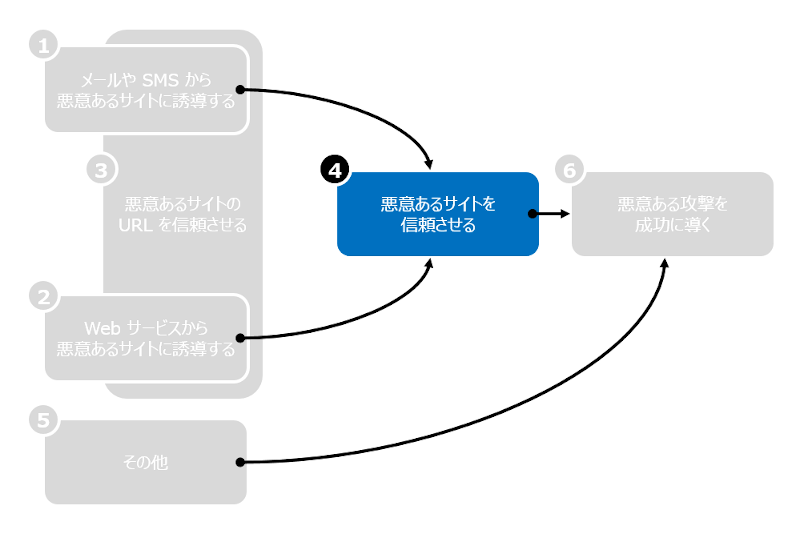 1
メールや SMS から
悪意あるサイトに誘導する
3
悪意あるサイトの
URL を信頼させる
2
Web サービスから
悪意あるサイトに誘導する
4
悪意あるサイトを
信頼させる
6
悪意ある攻撃を
成功に導く
5
その他